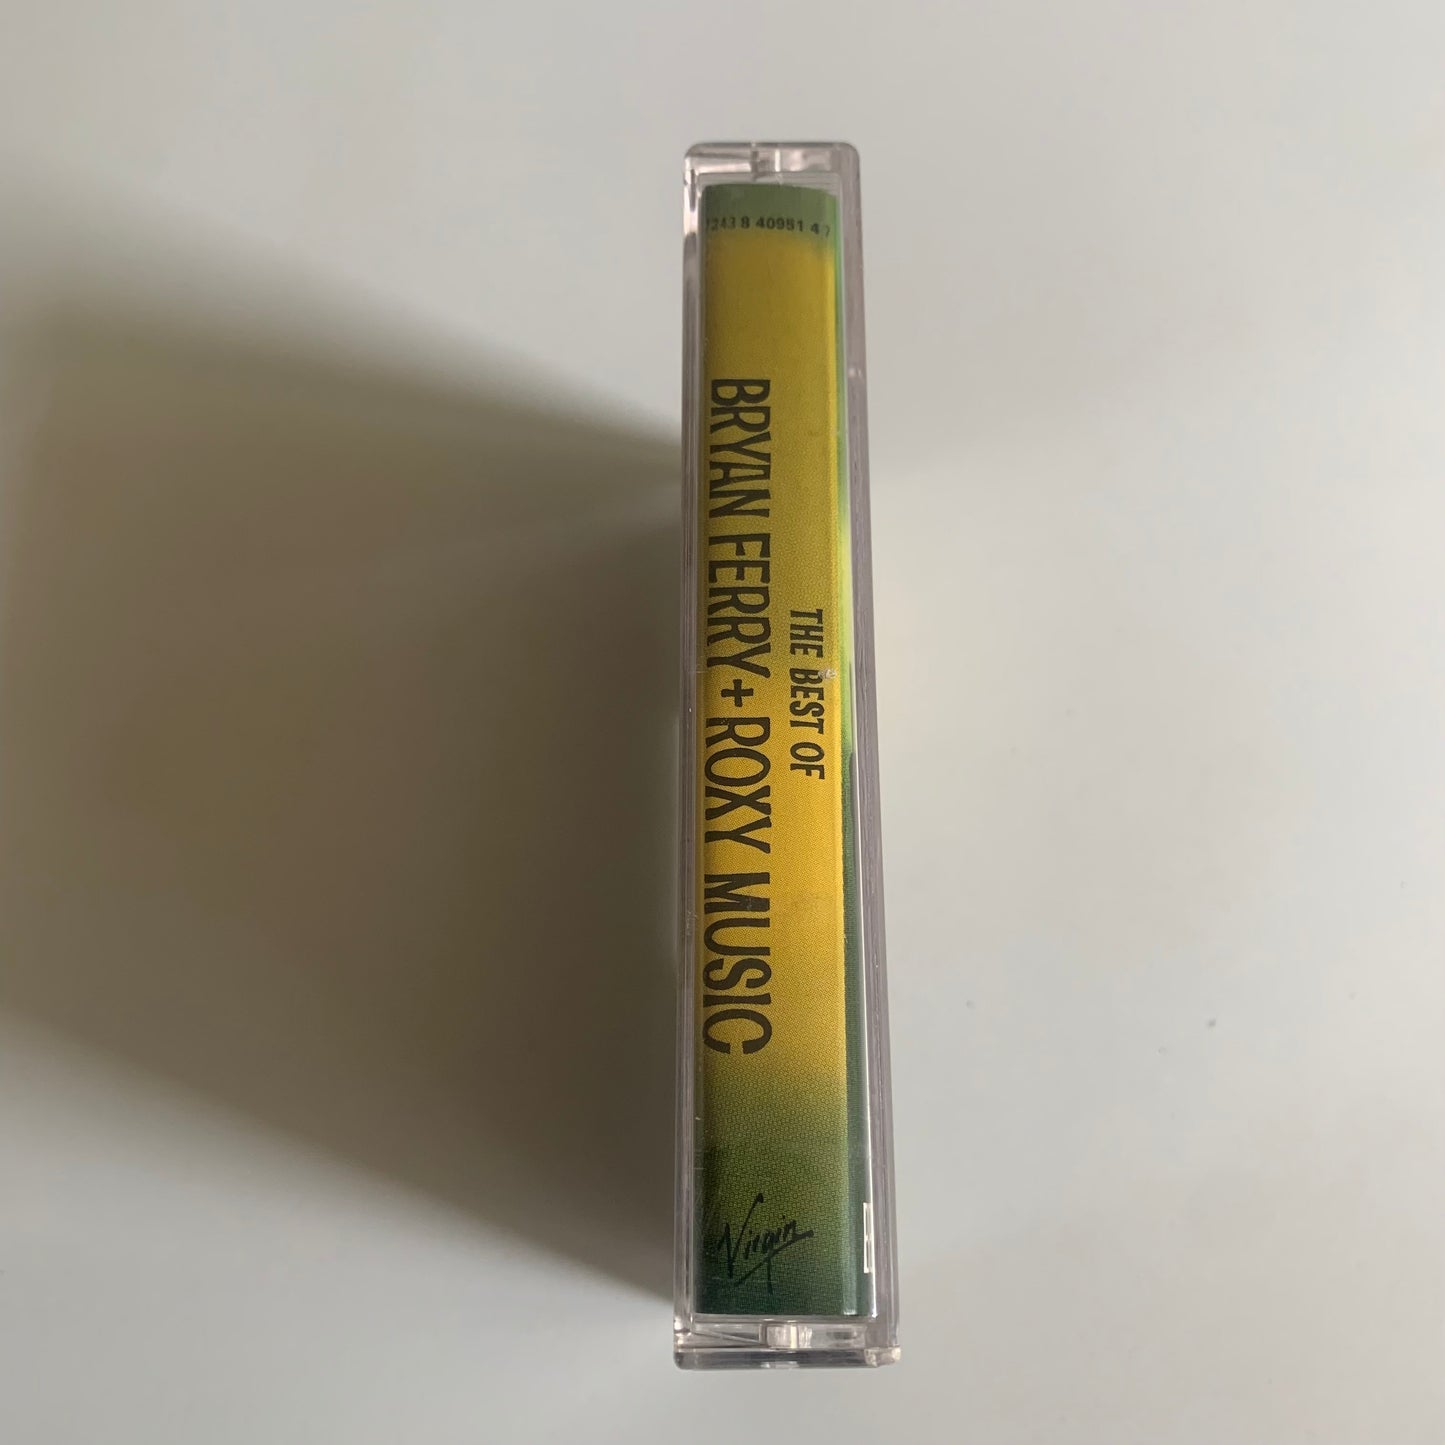 7243 8 40951 4 7
THE BEST OF
BRYAN FERRY + ROXY MUSIC
Virgin